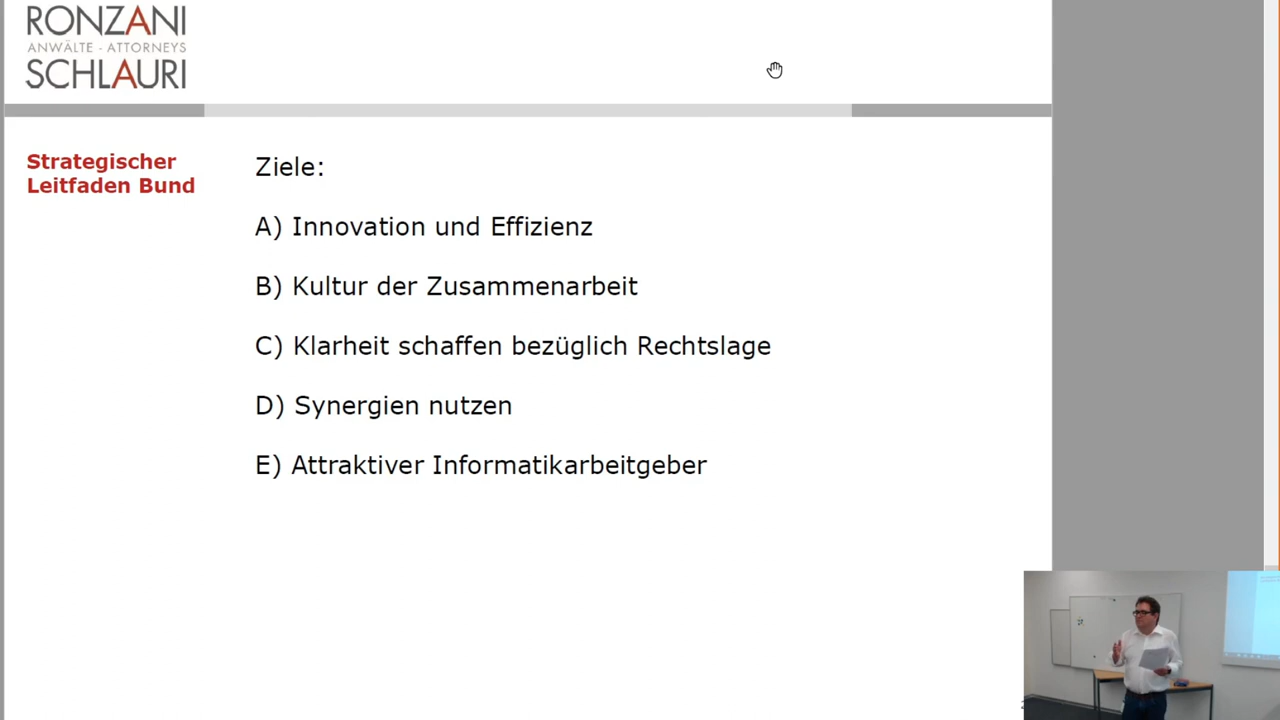 RONZANI
ANWÄLTE - ATTORNEYS
SCHLAURI
Strategischer
Leitfaden Bund
Ziele:
A) Innovation und Effizienz
B) Kultur der Zusammenarbeit
C) Klarheit schaffen bezüglich Rechtslage
D) Synergien nutzen
E) Attraktiver Informatikarbeitgeber